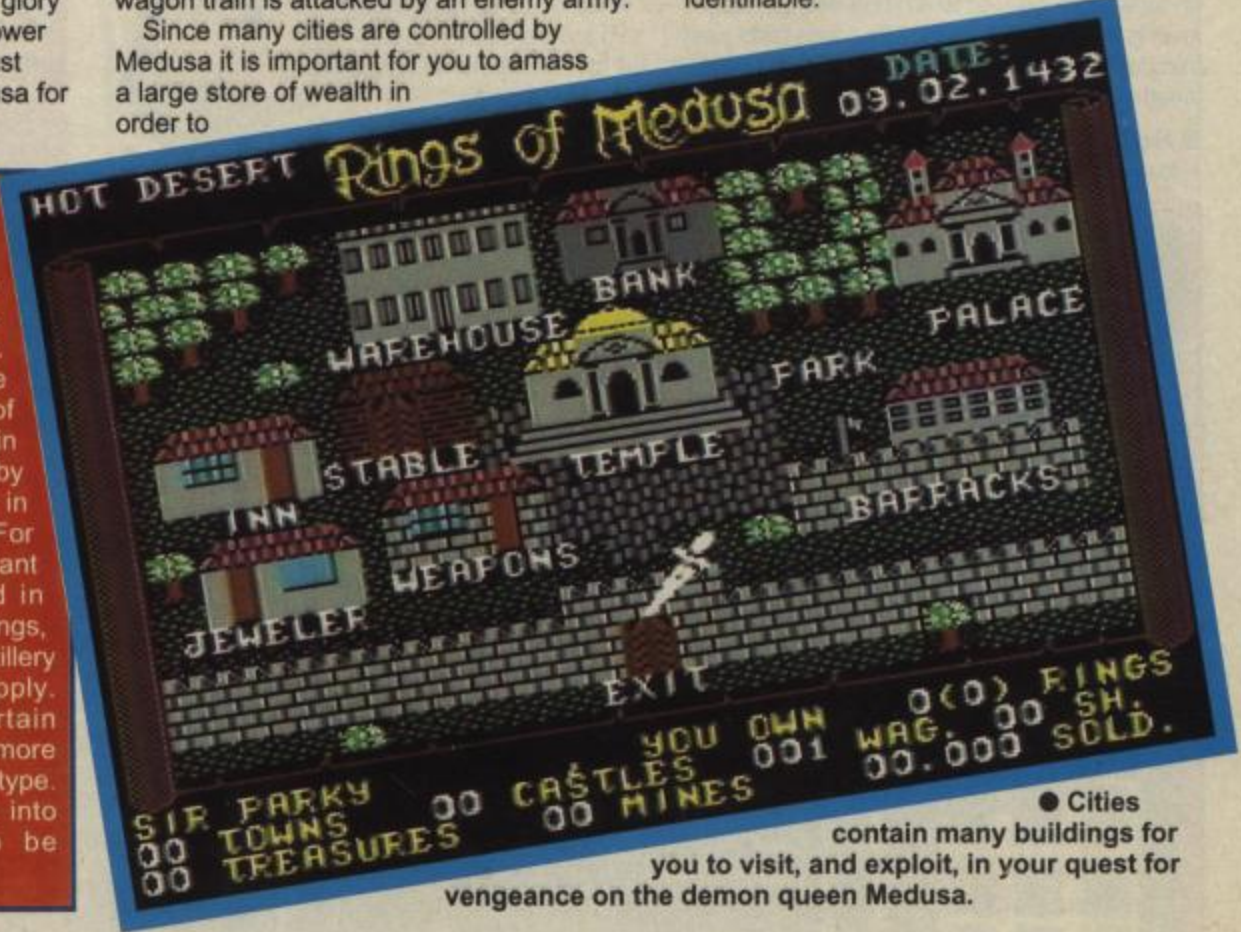 glory
wer
st
sa for
wagon train is attacked by an enemy army.
Since many cities are controlled by
Medusa it is important for you to amass
a large store of wealth in
order to
identifiable.
e
of
in
by
in
For
ant
d in
ngs,
illery
pply.
rtain
more
type.
into
be
HOT DESERT Rings of Medusa DATE:
09.02.1432
BANK
WAREHOUSE
PALACE
PARK
STABLE
TEMPLE
INN
BARRACKS
WEAPONS
JEWELER
EXIT
SIR PARKY YOU OWN 0(0) RINGS
00 TOWNS 00 CASTLES 001 WAG. 00 SH.
00 TREASURES 00 MINES 00.000 SOLD.
● Cities
contain many buildings for
you to visit, and exploit, in your quest for
vengeance on the demon queen Medusa.